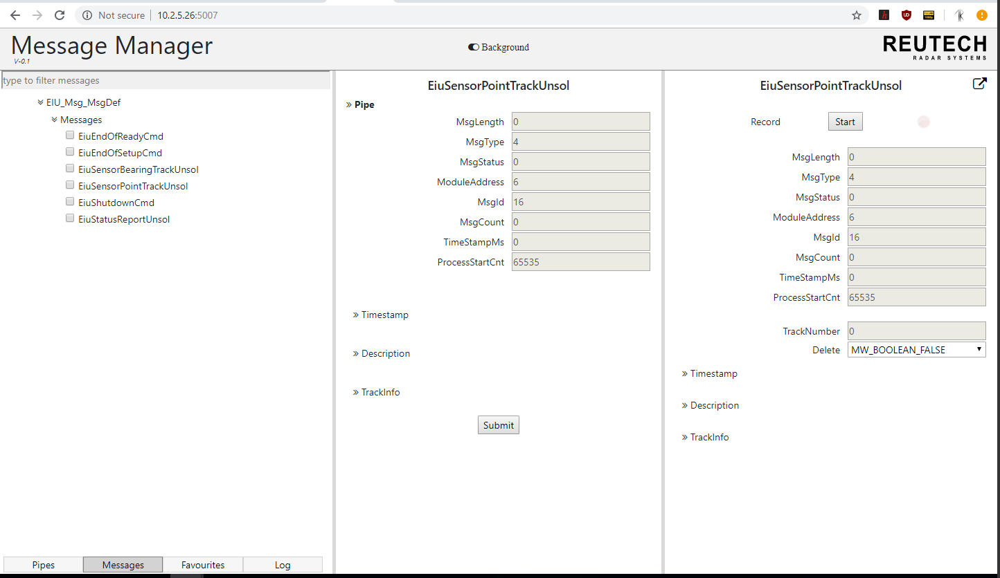 Not secure
10.2.5.26:5007
Message Manager
V-0.1
Background
REUTECH
RADAR SYSTEMS
type to filter messages
EIU_Msg_MsgDef
Messages
EiuEndOfReadyCmd
EiuEndOfSetupCmd
EiuSensorBearingTrackUnsol
EiuSensorPointTrackUnsol
EiuShutdownCmd
EiuStatusReportUnsol
Pipes Messages Favourites Log
EiuSensorPointTrackUnsol
» Pipe
MsgLength 0
MsgType 4
MsgStatus 0
ModuleAddress 6
MsgId 16
MsgCount 0
TimeStampMs 0
ProcessStartCnt 65535
» Timestamp
» Description
» TrackInfo
Submit
EiuSensorPointTrackUnsol
Record Start
MsgLength 0
MsgType 4
MsgStatus 0
ModuleAddress 6
MsgId 16
MsgCount 0
TimeStampMs 0
ProcessStartCnt 65535
TrackNumber 0
Delete MW_BOOLEAN_FALSE
» Timestamp
» Description
» TrackInfo